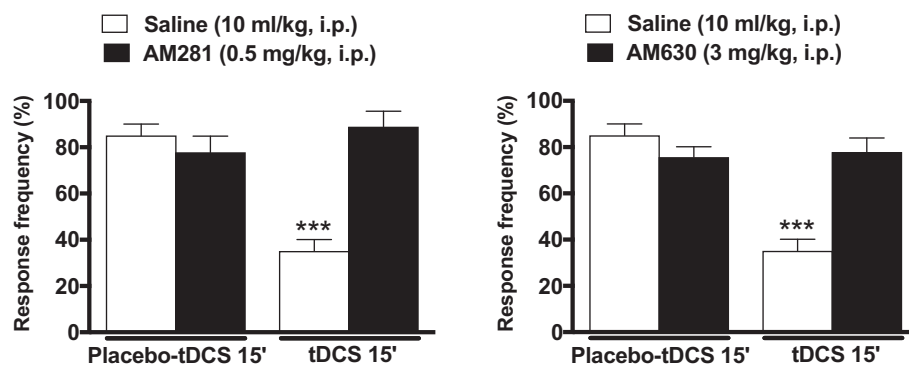 Saline (10 ml/kg, i.p.)
AM281 (0.5 mg/kg, i.p.)
Response frequency (%)
100
80
60
40
20
0
***
Placebo-tDCS 15'
tDCS 15'
Saline (10 ml/kg, i.p.)
AM630 (3 mg/kg, i.p.)
Response frequency (%)
100
80
60
40
20
0
***
Placebo-tDCS 15'
tDCS 15'